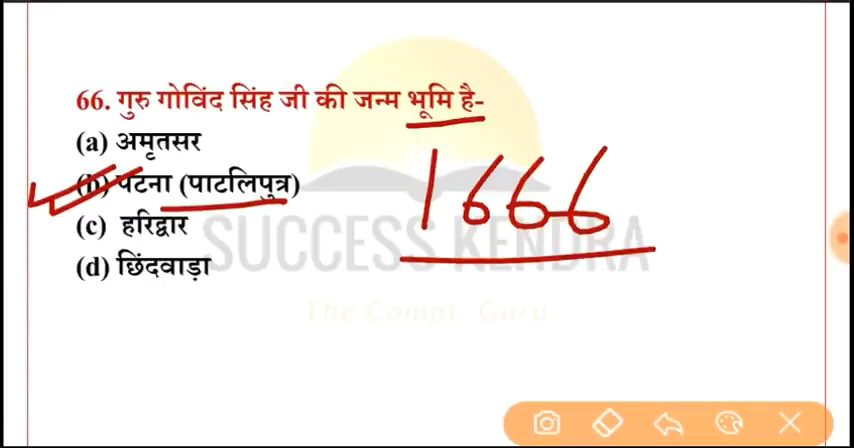 66. गुरु गोविंद सिंह जी की जन्म भूमि है-
(a) अमृतसर
(b) पटना (पाटलिपुत्र)
1666
(c) हरिद्वार
(d) छिंदवाड़ा
SUCCESS KENDRA
The Compt. Guru